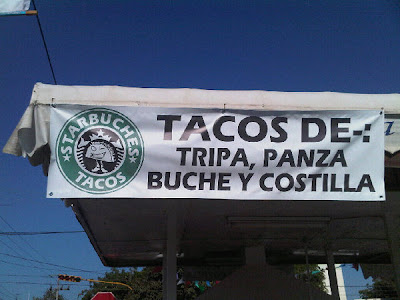 STARBUCHES
TACOS
TACOS DE-:
TRIPA, PANZA
BUCHE Y COSTILLA